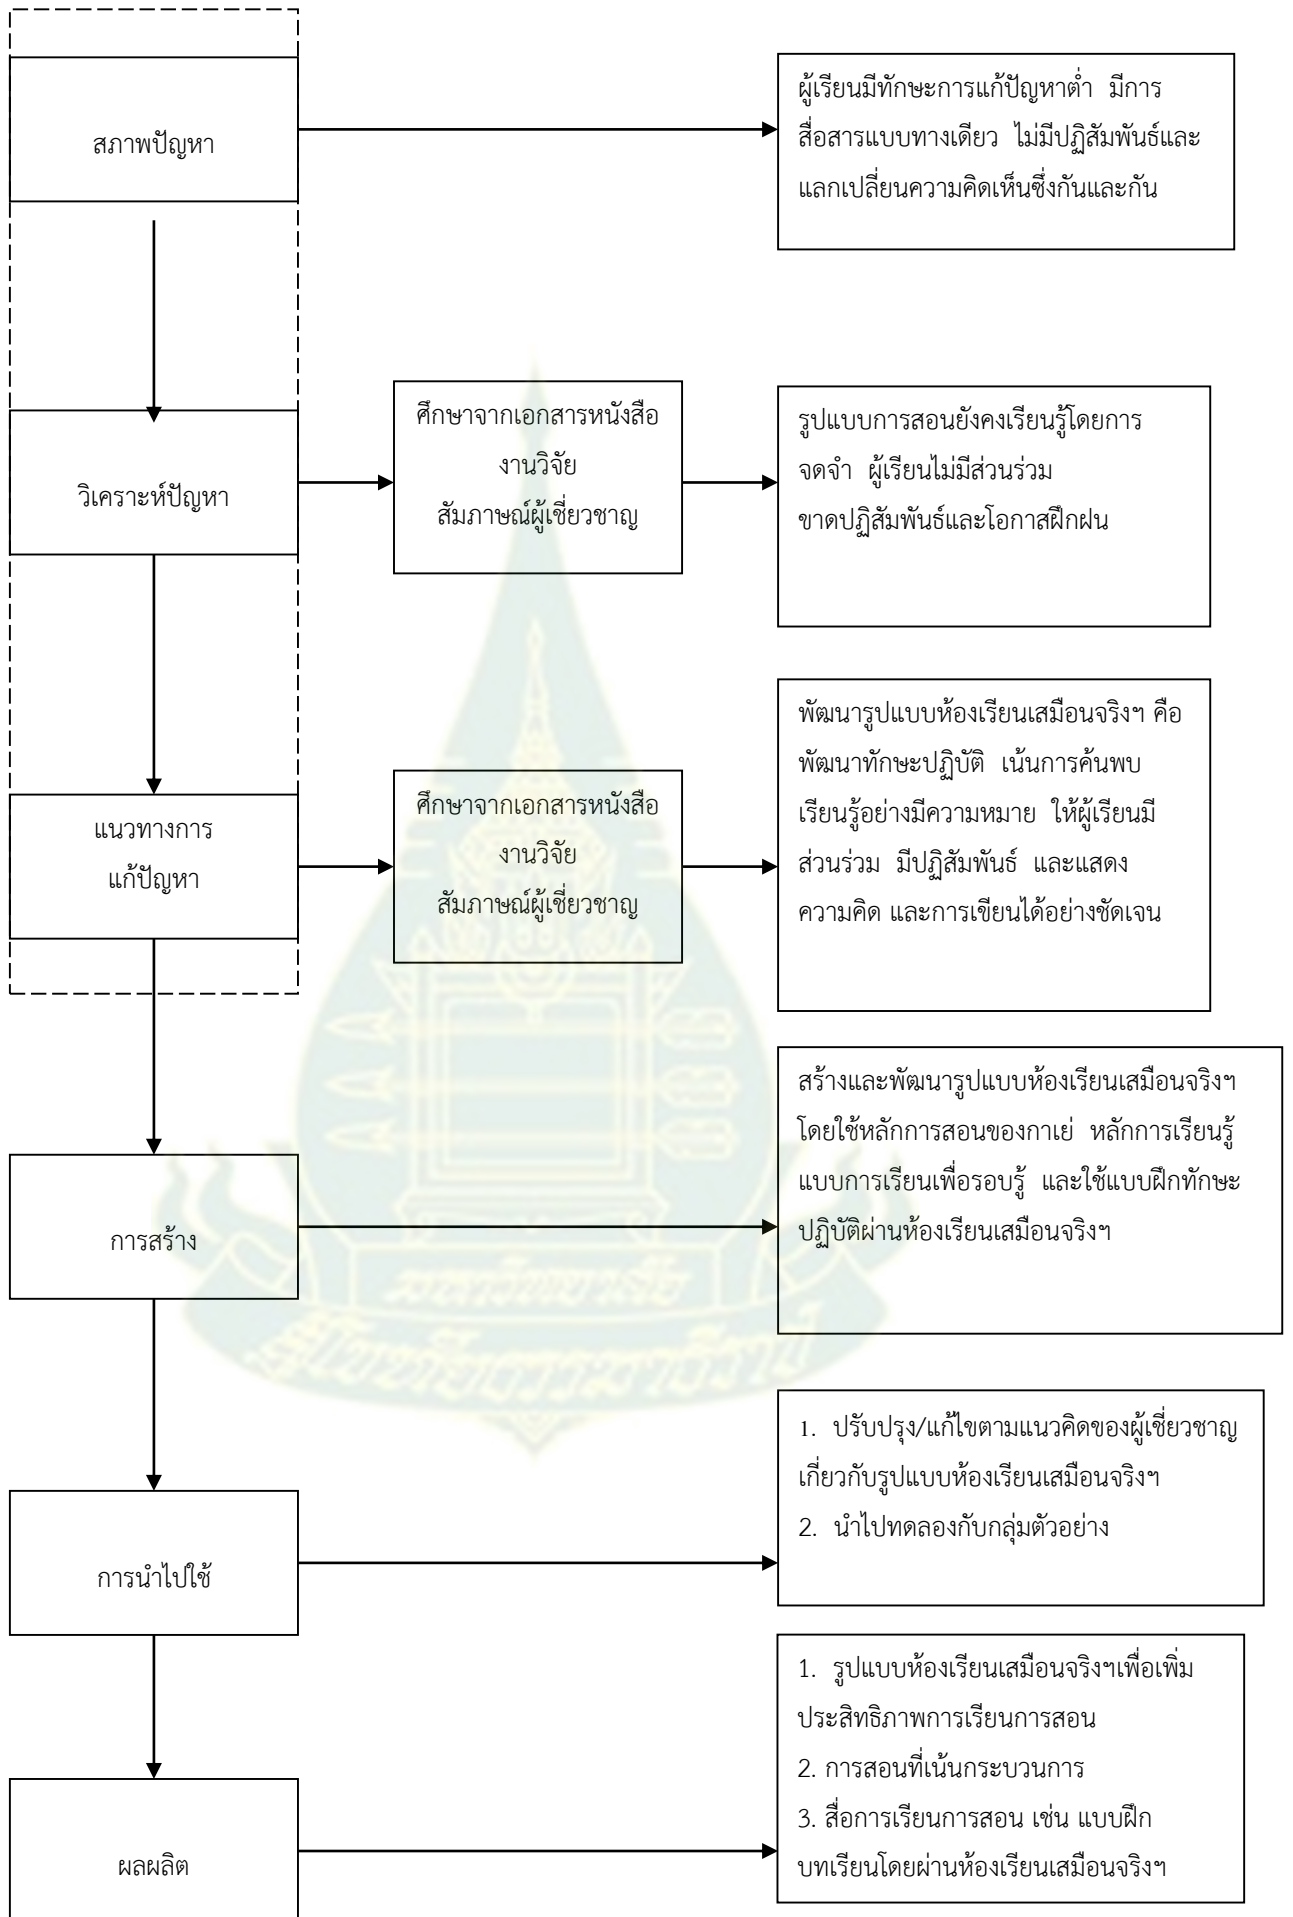 สภาพปัญหา
ผู้เรียนมีทักษะการแก้ปัญหาต่ำ มีการ
สื่อสารแบบทางเดียว ไม่มีปฏิสัมพันธ์และ
แลกเปลี่ยนความคิดเห็นซึ่งกันและกัน
วิเคราะห์ปัญหา
ศึกษาจากเอกสารหนังสือ
งานวิจัย
สัมภาษณ์ผู้เชี่ยวชาญ
รูปแบบการสอนยังคงเรียนรู้โดยการ
จดจำ ผู้เรียนไม่มีส่วนร่วม
ขาดปฏิสัมพันธ์และโอกาสฝึกฝน
แนวทางการ
แก้ปัญหา
ศึกษาจากเอกสารหนังสือ
งานวิจัย
สัมภาษณ์ผู้เชี่ยวชาญ
พัฒนารูปแบบห้องเรียนเสมือนจริงฯ คือ
พัฒนาทักษะปฏิบัติ เน้นการค้นพบ
เรียนรู้อย่างมีความหมาย ให้ผู้เรียนมี
ส่วนร่วม มีปฏิสัมพันธ์ และแสดง
ความคิด และการเขียนได้อย่างชัดเจน
การสร้าง
สร้างและพัฒนารูปแบบห้องเรียนเสมือนจริงฯ
โดยใช้หลักการสอนของกาเย่ หลักการเรียนรู้
แบบการเรียนเพื่อรอบรู้ และใช้แบบฝึกทักษะ
ปฏิบัติผ่านห้องเรียนเสมือนจริงฯ
มหาวิทยาลัย
สุโขทัยธรรมาธิราช
การนำไปใช้
1. ปรับปรุง/แก้ไขตามแนวคิดของผู้เชี่ยวชาญ
เกี่ยวกับรูปแบบห้องเรียนเสมือนจริงฯ
2. นำไปทดลองกับกลุ่มตัวอย่าง
ผลผลิต
1. รูปแบบห้องเรียนเสมือนจริงฯเพื่อเพิ่ม
ประสิทธิภาพการเรียนการสอน
2. การสอนที่เน้นกระบวนการ
3. สื่อการเรียนการสอน เช่น แบบฝึก
บทเรียนโดยผ่านห้องเรียนเสมือนจริงฯ